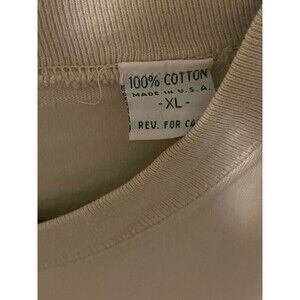 100% COTTON
MADE IN U.S.A.
- XL -
REV. FOR CA